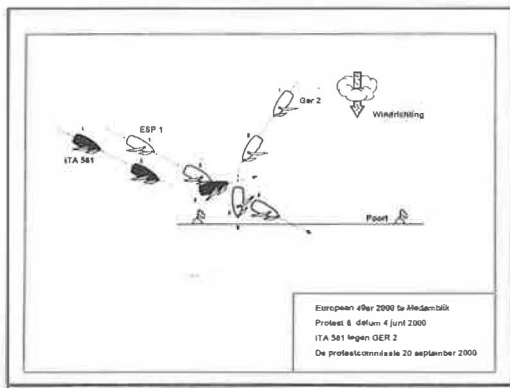 Ger 2
ESP 1
Windrichting
ITA 581
Poort
European 49er 2000 te Medemblik
Protest 6 datum 4 juni 2000
ITA 581 tegen GER 2
De protestcommissie 20 september 2000